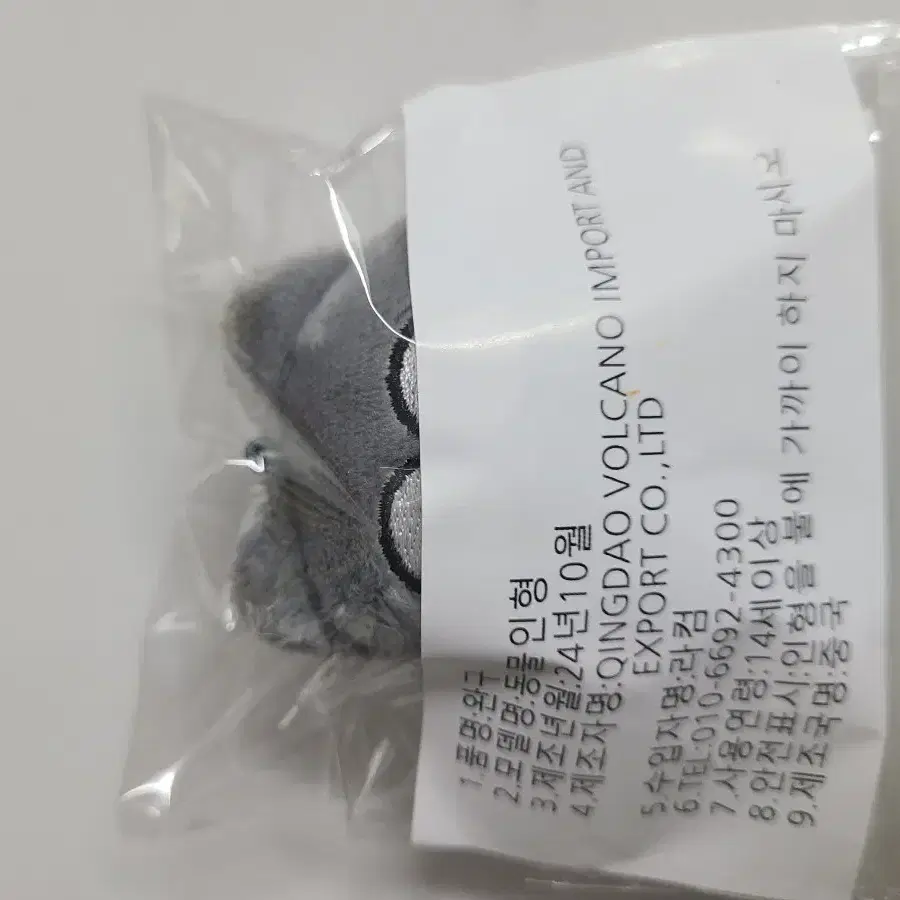 1.품명:완구
2.모델명:동물인형
3.제조년월:24년10월
4.제조자명:QINGDAO VOLCANO IMPORT AND
EXPORT CO.,LTD
5.수입자명:라컴
6.TEL:010-6692-4300
7.사용연령:14세이상
8.안전표시:인형을 불에 가까이 하지 마시오
9.제조국명:중국